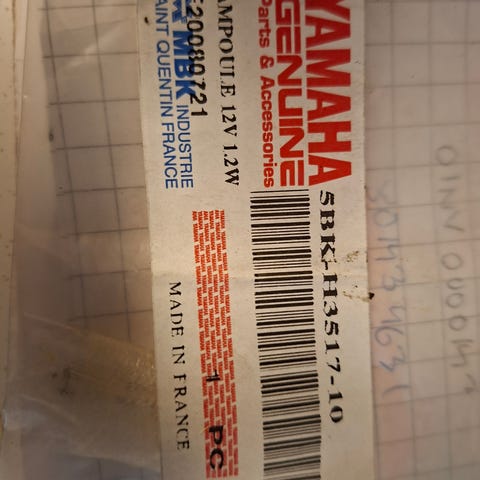 YAMAHA
GENUINE
Parts & Accessories
5BK-H3517-10
AMPOULE 12V 1.2W
20080721
MBK INDUSTRIE
SAINT QUENTIN FRANCE
1 PC
MADE IN FRANCE